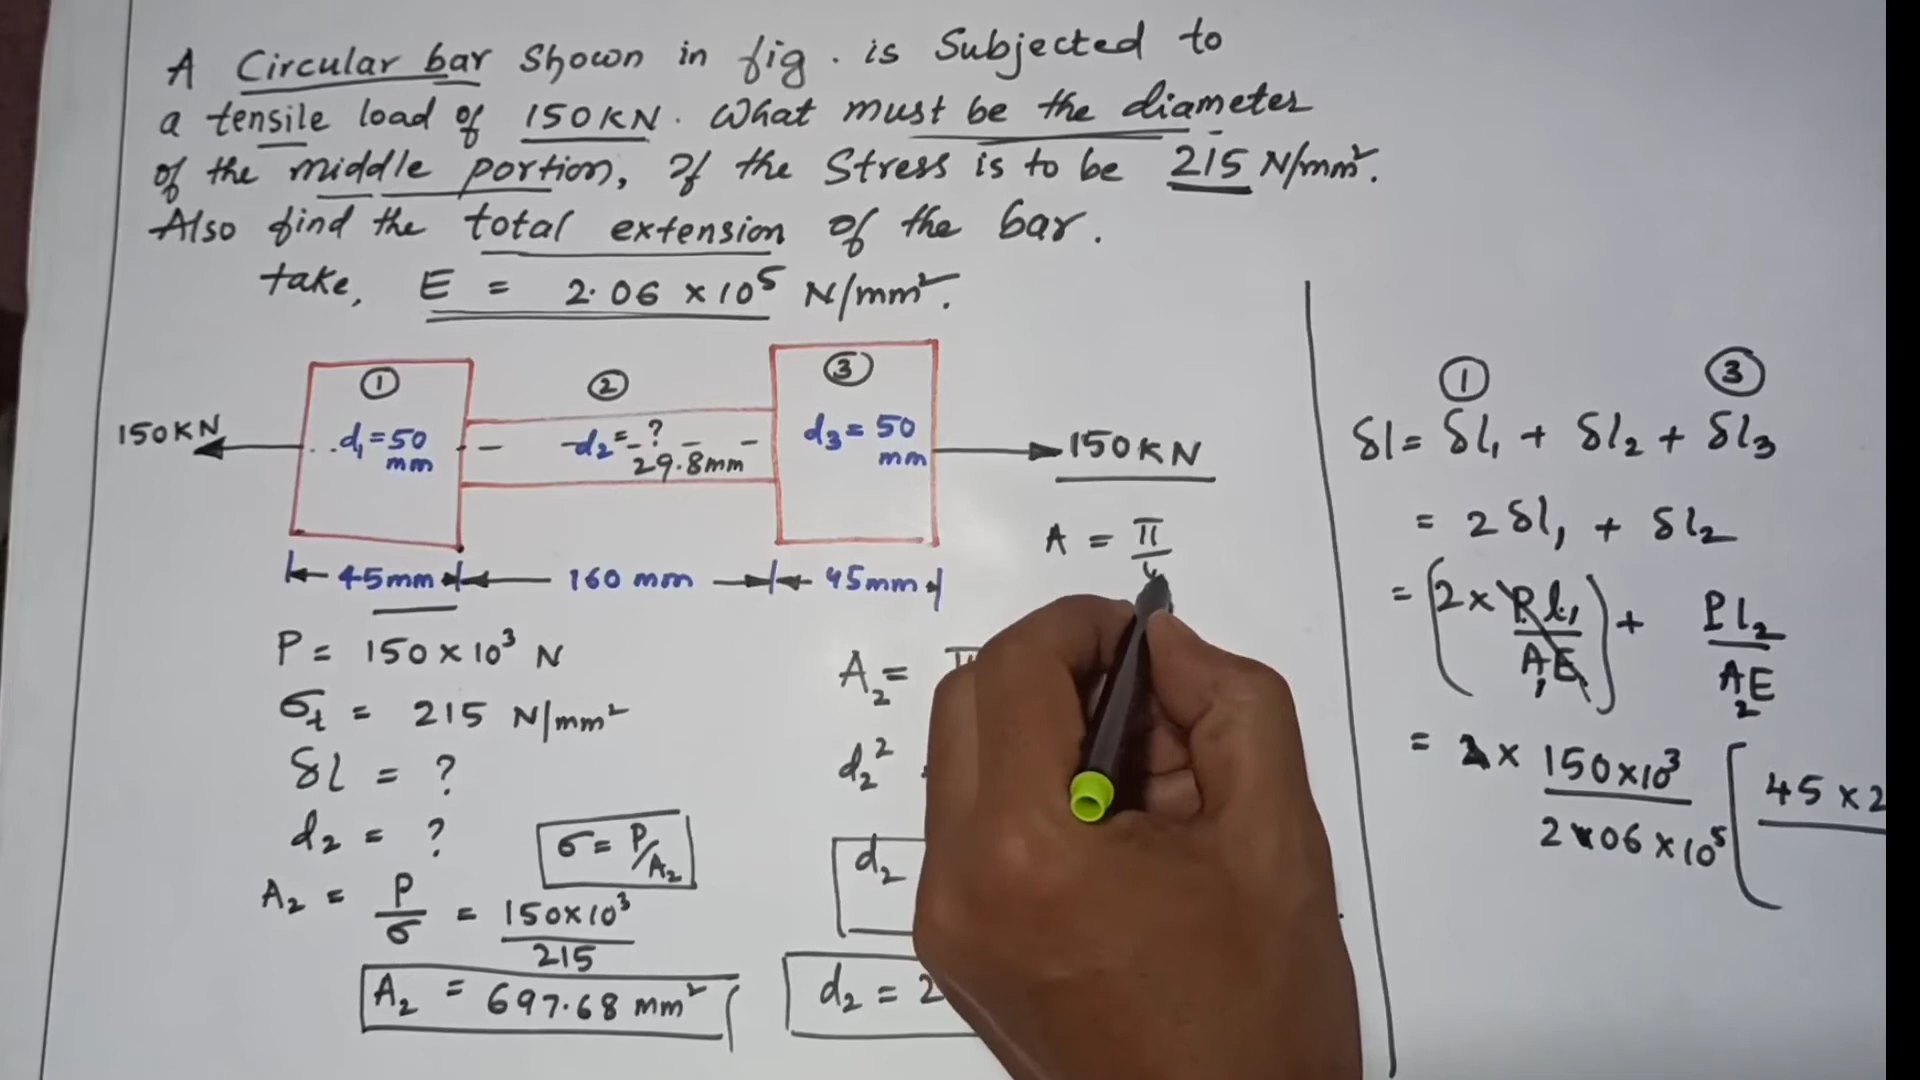 A Circular bar shown in fig. is Subjected to
a tensile load of 150KN. What must be the diameter
of the middle portion, If the Stress is to be 215 N/mm².
Also find the total extension of the bar.
take, E = 2.06 × 10⁵ N/mm².
① ② ③
150KN d₁=50 mm d₂=? 29.8mm d₃=50 mm 150KN
45mm 160 mm 45mm
P = 150×10³ N
σt = 215 N/mm²
δl = ?
d₂ = ?
σ = P/A₂
A₂ = P/σ = 150×10³/215
A₂ = 697.68 mm²
A = π/4
A₂ = π
d₂²
d₂
d₂ = 2
① ③
δl = δl₁ + δl₂ + δl₃
= 2δl₁ + δl₂
= (2× Pl₁/A₁E) + Pl₂/A₂E
= × 150×10³/2.06×10⁵ [45×2